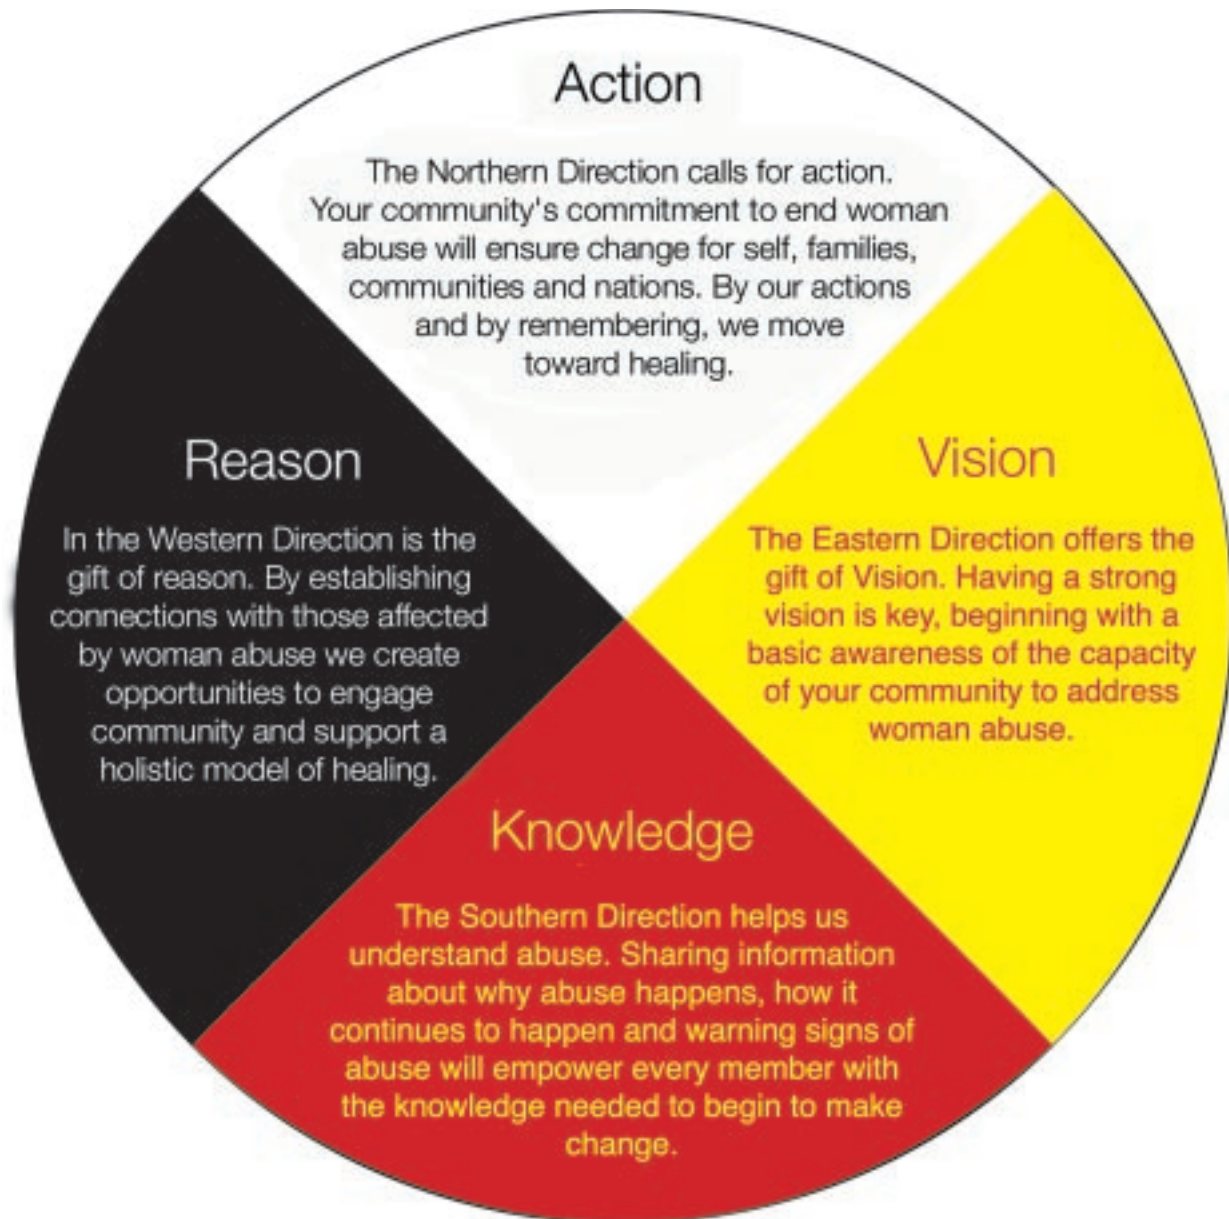 Action
The Northern Direction calls for action.
Your community's commitment to end woman
abuse will ensure change for self, families,
communities and nations. By our actions
and by remembering, we move
toward healing.
Reason
In the Western Direction is the
gift of reason. By establishing
connections with those affected
by woman abuse we create
opportunities to engage
community and support a
holistic model of healing.
Vision
The Eastern Direction offers the
gift of Vision. Having a strong
vision is key, beginning with a
basic awareness of the capacity
of your community to address
woman abuse.
Knowledge
The Southern Direction helps us
understand abuse. Sharing information
about why abuse happens, how it
continues to happen and warning signs of
abuse will empower every member with
the knowledge needed to begin to make
change.